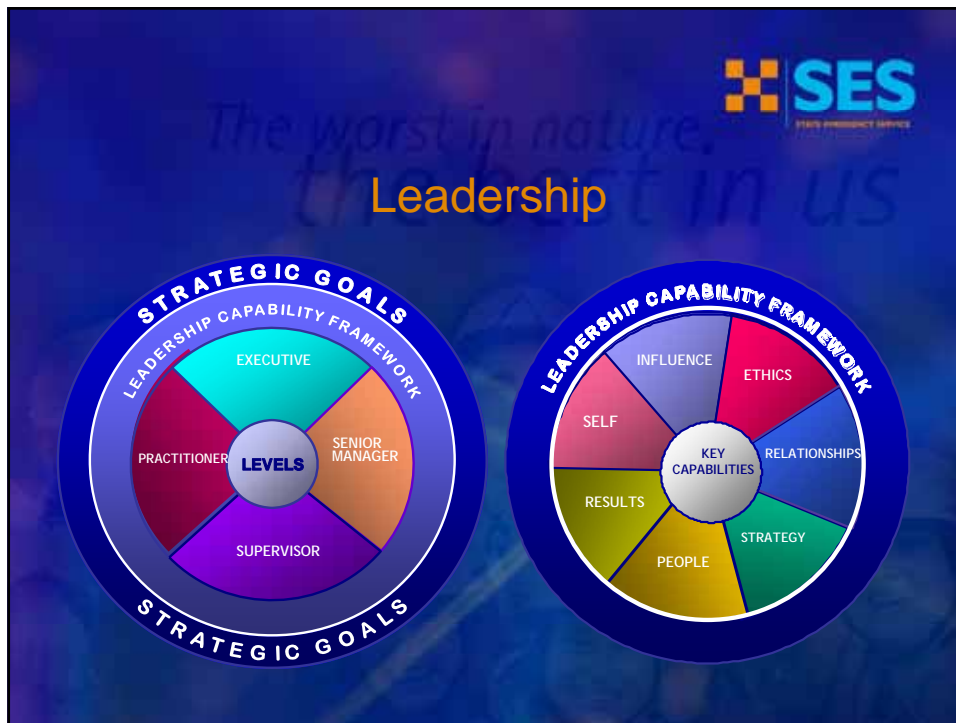 SES
STATE EMERGENCY SERVICE
The worst in nature,
the best in us
Leadership
STRATEGIC GOALS
LEADERSHIP CAPABILITY FRAMEWORK
EXECUTIVE
PRACTITIONER
LEVELS
SENIOR
MANAGER
SUPERVISOR
STRATEGIC GOALS
LEADERSHIP CAPABILITY FRAMEWORK
INFLUENCE
ETHICS
SELF
KEY
CAPABILITIES
RELATIONSHIPS
RESULTS
STRATEGY
PEOPLE